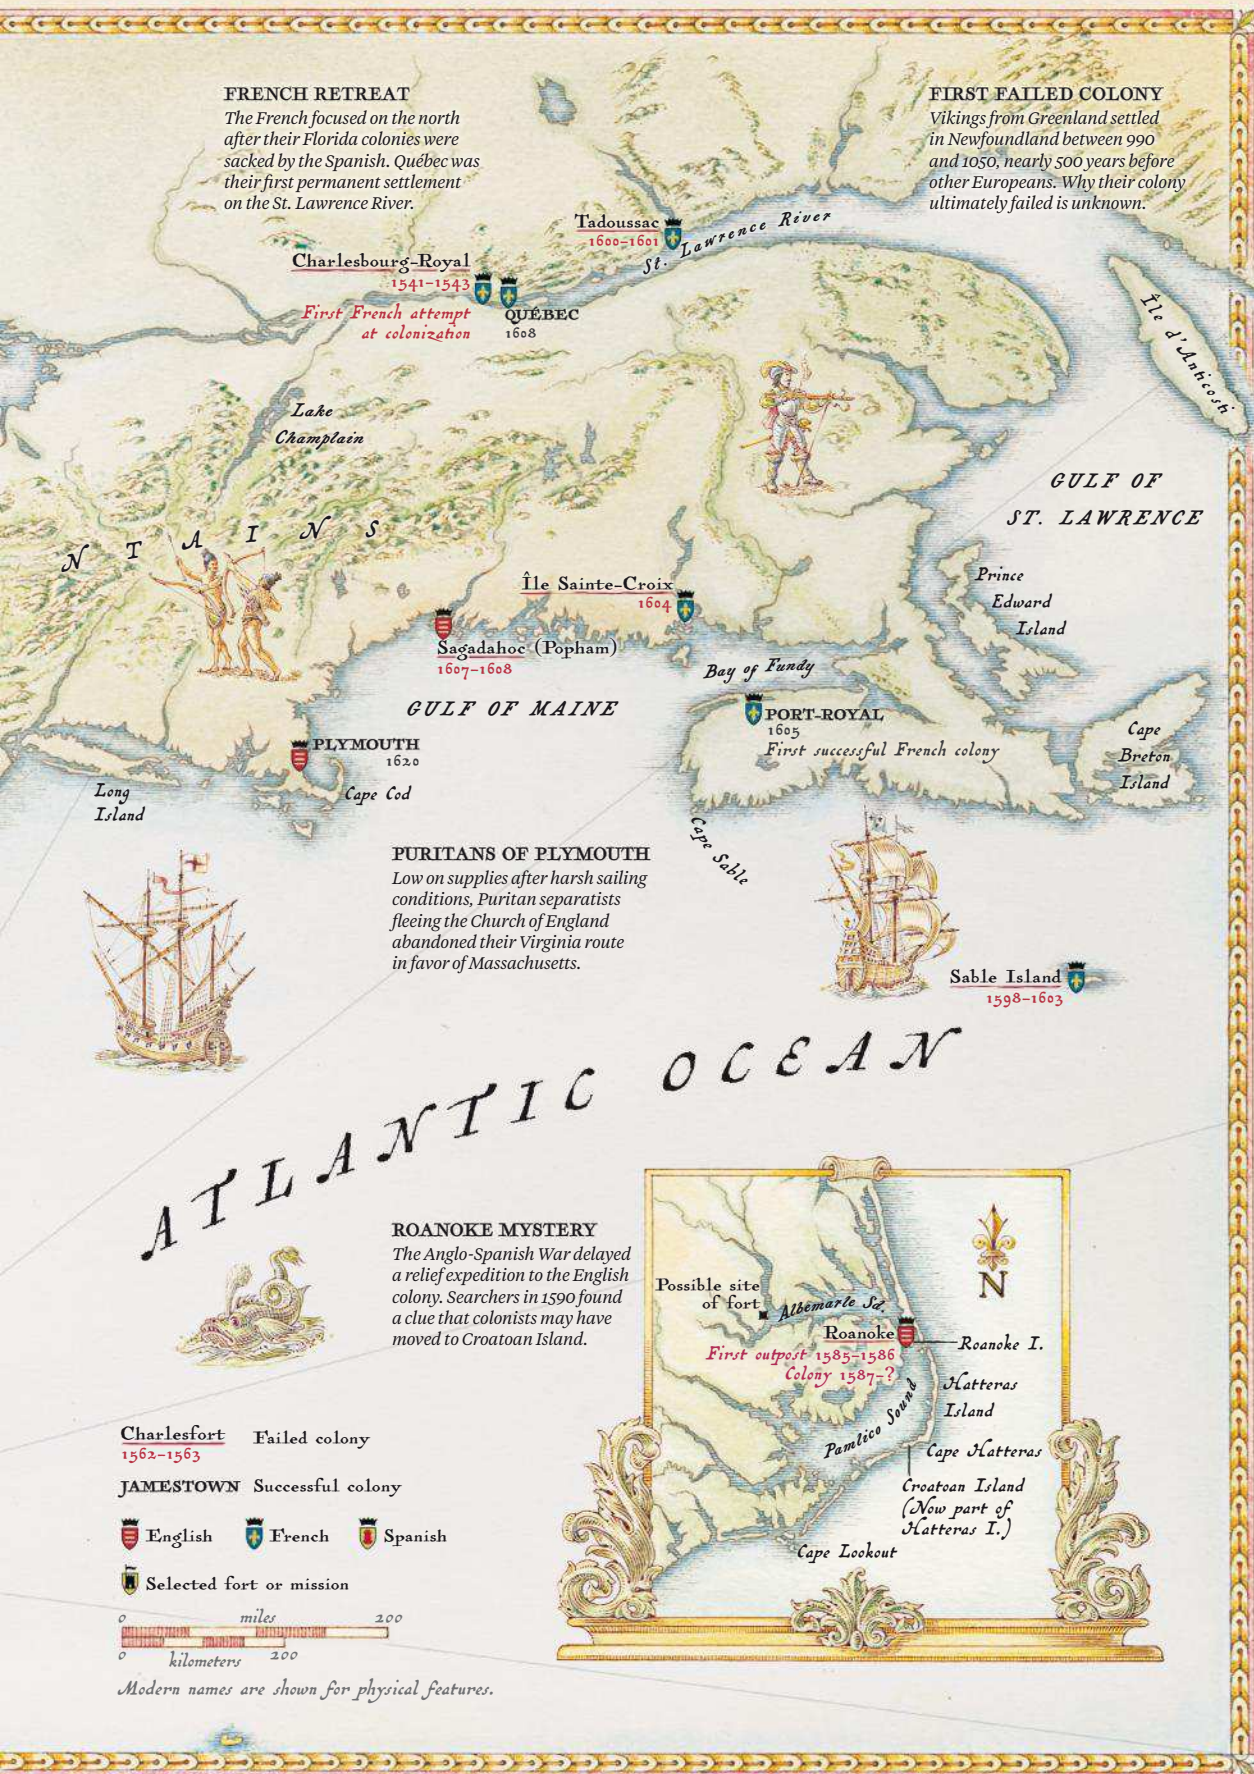 FRENCH RETREAT
The French focused on the north
after their Florida colonies were
sacked by the Spanish. Québec was
their first permanent settlement
on the St. Lawrence River.
FIRST FAILED COLONY
Vikings from Greenland settled
in Newfoundland between 990
and 1050, nearly 500 years before
other Europeans. Why their colony
ultimately failed is unknown.
Tadoussac
1600–1601
St. Lawrence River
Charlesbourg-Royal
1541–1543
First French attempt
at colonization
QUÉBEC
1608
Île d'Anticosti
Lake
Champlain
GULF OF
ST. LAWRENCE
N T A I N S
Prince
Edward
Island
Île Sainte-Croix
1604
Sagadahoc (Popham)
1607–1608
Bay of Fundy
GULF OF MAINE
PORT-ROYAL
1605
First successful French colony
Cape
Breton
Island
PLYMOUTH
1620
Cape Cod
Long
Island
Cape Sable
PURITANS OF PLYMOUTH
Low on supplies after harsh sailing
conditions, Puritan separatists
fleeing the Church of England
abandoned their Virginia route
in favor of Massachusetts.
Sable Island
1598–1603
ATLANTIC OCEAN
ROANOKE MYSTERY
The Anglo-Spanish War delayed
a relief expedition to the English
colony. Searchers in 1590 found
a clue that colonists may have
moved to Croatoan Island.
N
Possible site
of fort
Albemarle Sd.
Roanoke
First outpost 1585–1586
Colony 1587–?
Roanoke I.
Hatteras
Island
Pamlico Sound
Cape Hatteras
Croatoan Island
(Now part of
Hatteras I.)
Cape Lookout
Charlesfort
1562–1563
Failed colony
JAMESTOWN Successful colony
English French Spanish
Selected fort or mission
0 miles 200
0 kilometers 200
Modern names are shown for physical features.